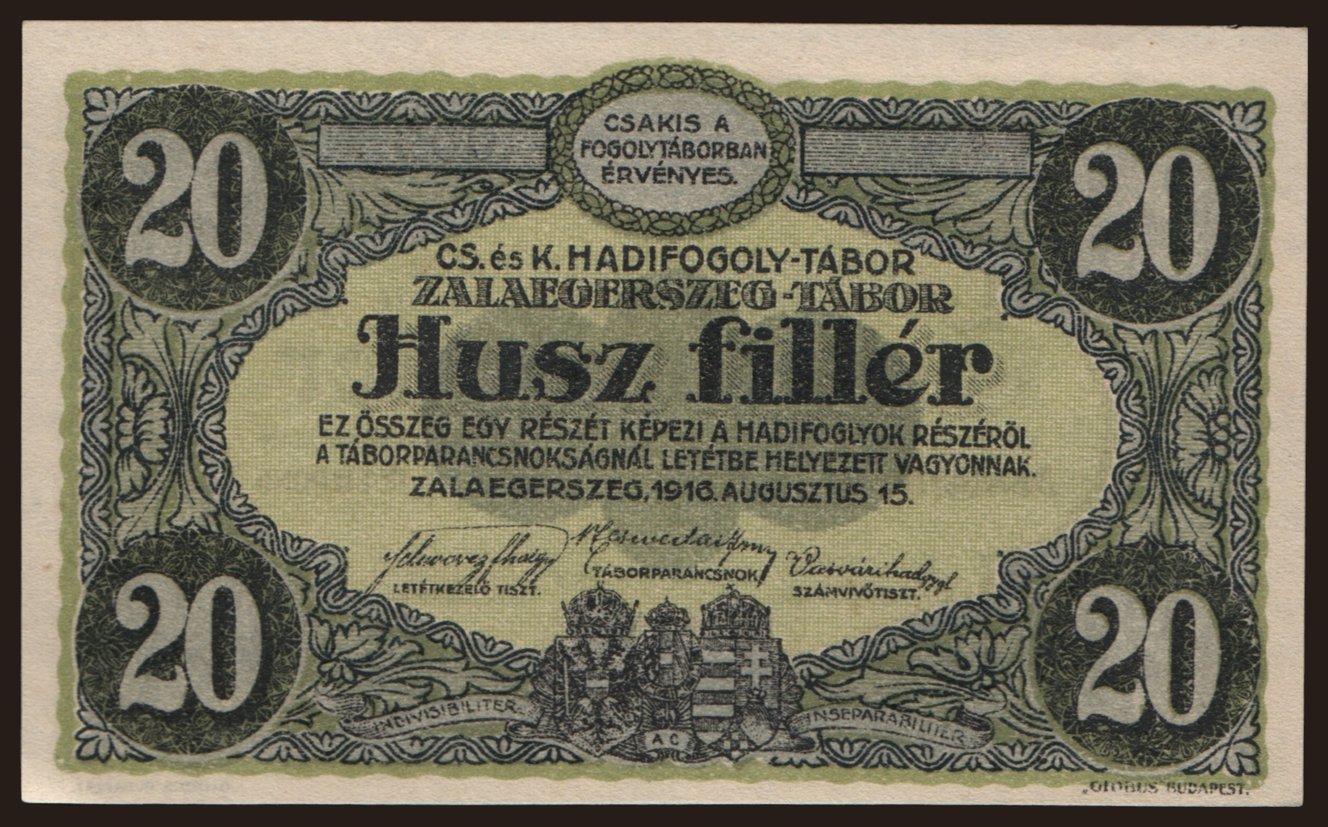 20
CSAKIS A
FOGOLYTÁBORBAN
ÉRVÉNYES.
20
CS. és K. HADIFOGOLY-TÁBOR
ZALAEGERSZEG-TÁBOR
Husz fillér
EZ ÖSSZEG EGY RÉSZÉT KÉPEZI A HADIFOGLYOK RÉSZÉRÖL
A TÁBORPARANCSNOKSÁGNÁL LETÉTBE HELYEZETT VAGYONNAK.
ZALAEGERSZEG, 1916. AUGUSZTUS 15.
LETÉTKEZELŐ TISZT.
TÁBORPARANCSNOK
SZÁMVIVŐTISZT.
20
INDIVISIBILITER
A.C.
INSEPARABILITER
20
"GLOBUS" BUDAPEST.